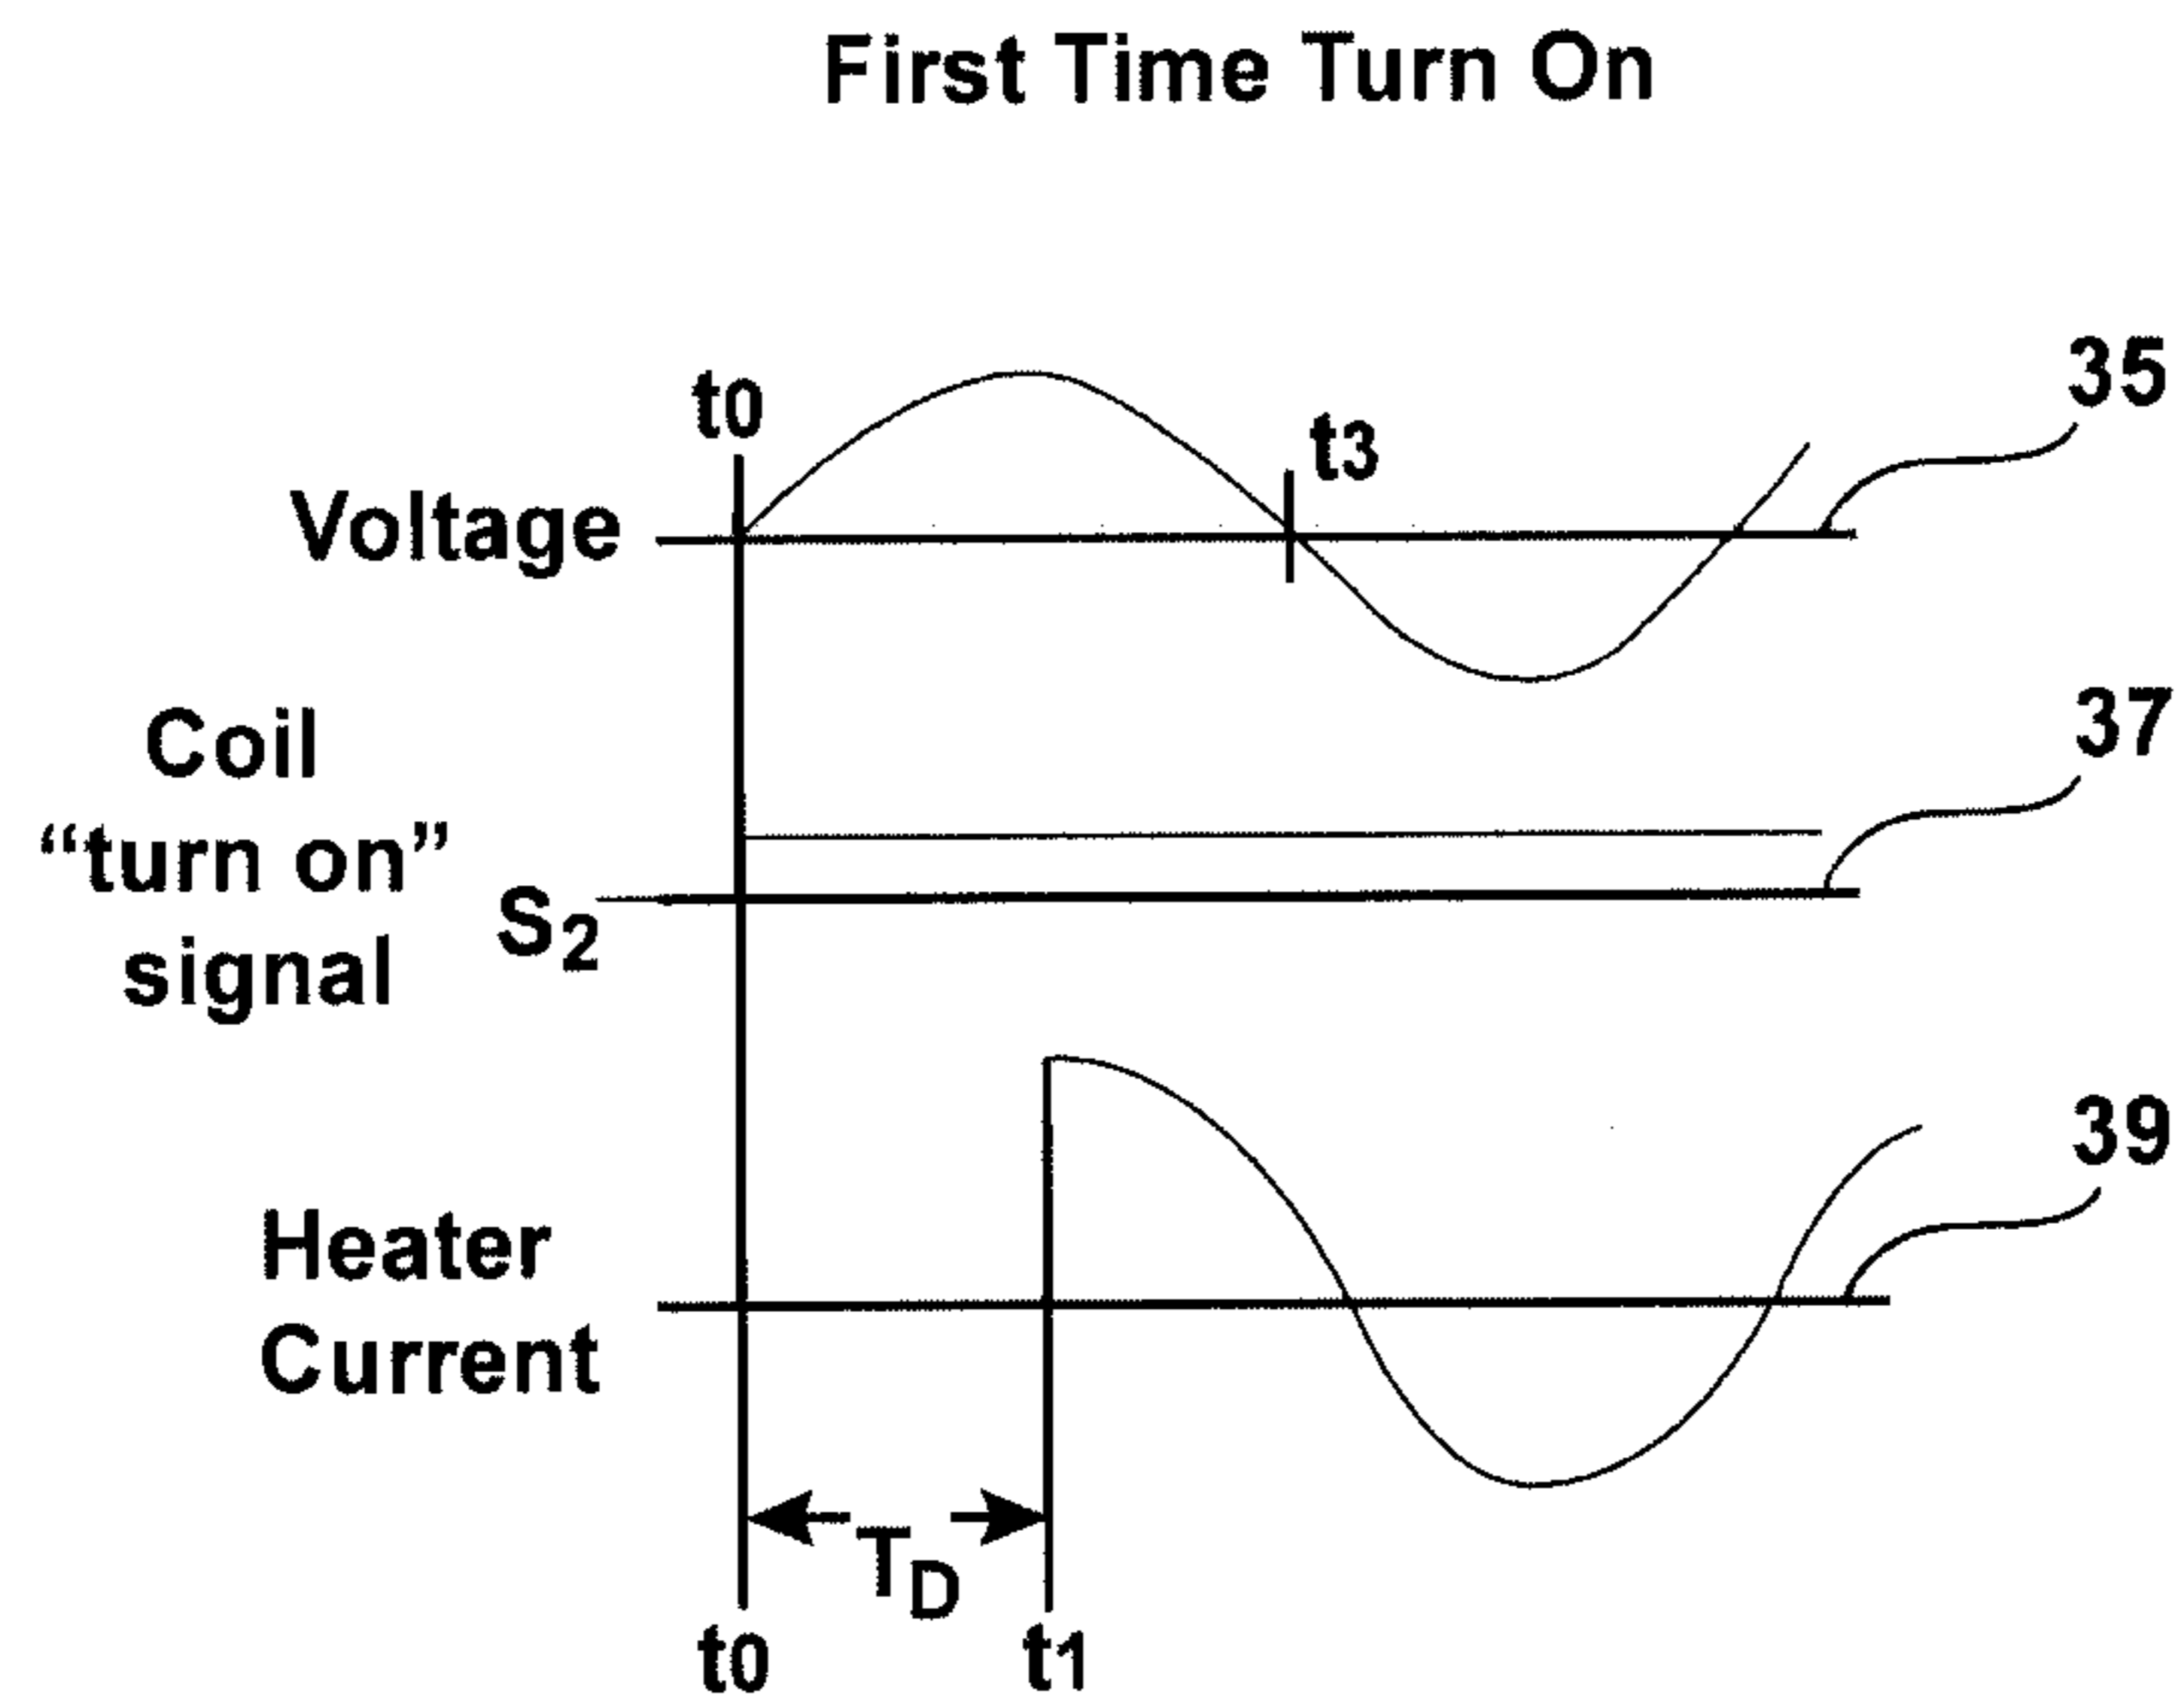 First Time Turn On
35
t0
t3
Voltage
37
Coil
“turn on”
signal
S2
39
Heater
Current
TD
t0
t1